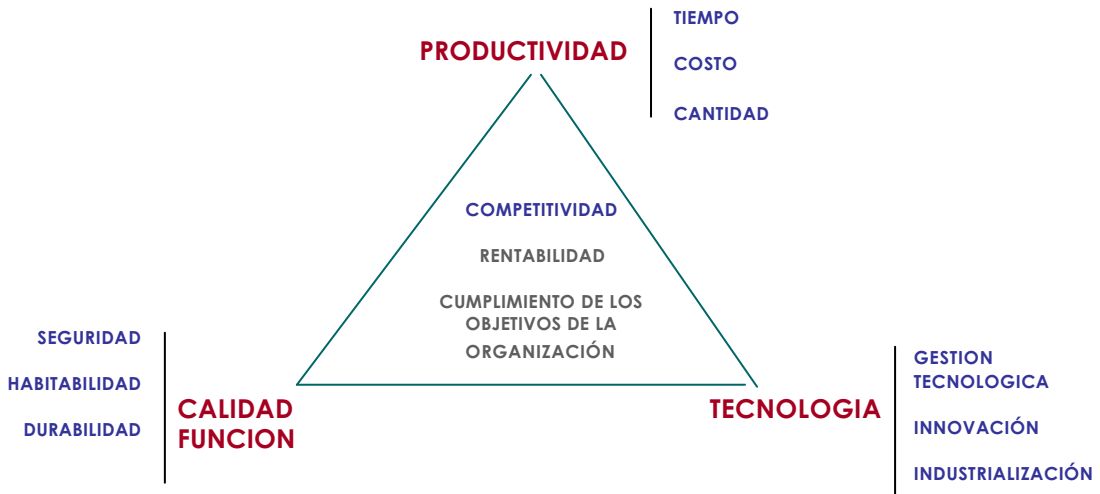 PRODUCTIVIDAD
TIEMPO
COSTO
CANTIDAD
COMPETITIVIDAD
RENTABILIDAD
CUMPLIMIENTO DE LOS
OBJETIVOS DE LA
ORGANIZACIÓN
SEGURIDAD
HABITABILIDAD
DURABILIDAD
CALIDAD
FUNCION
TECNOLOGIA
GESTION
TECNOLOGICA
INNOVACIÓN
INDUSTRIALIZACIÓN